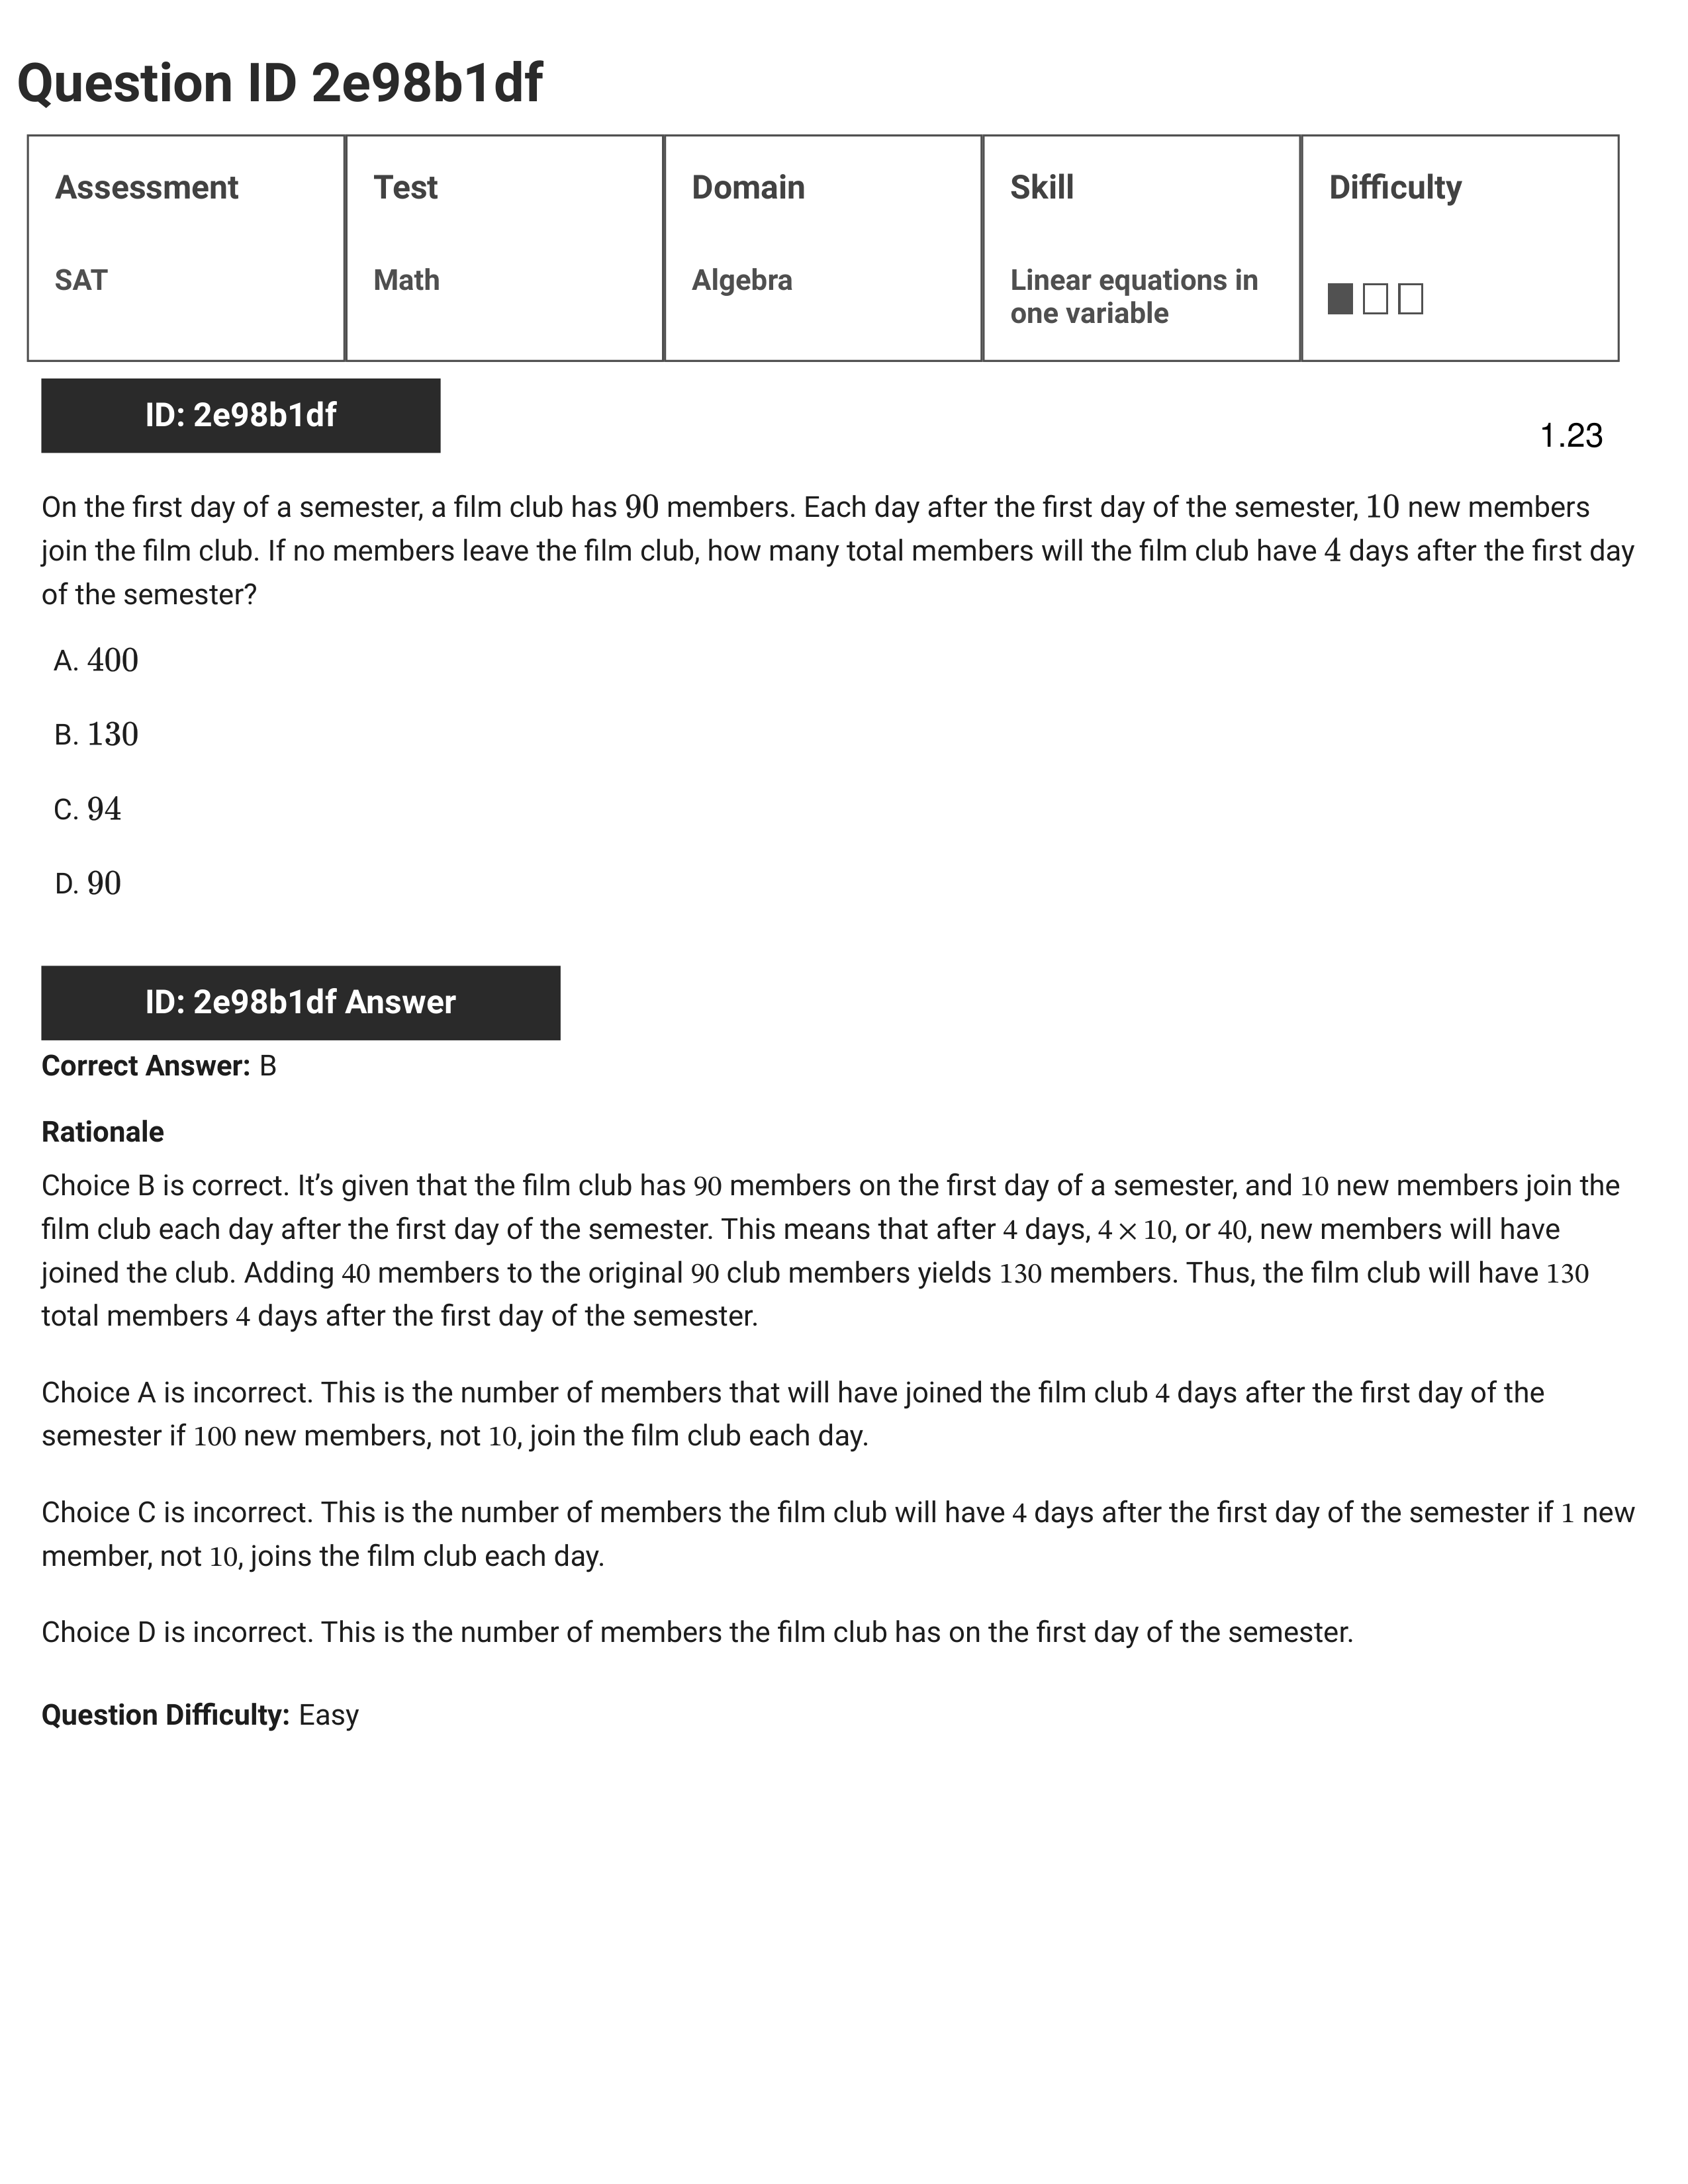 Question ID 2e98b1df
Assessment
Test
Domain
Skill
Difficulty
SAT
Math
Algebra
Linear equations in
one variable
ID: 2e98b1df
1.23
On the first day of a semester, a film club has 90 members. Each day after the first day of the semester, 10 new members
join the film club. If no members leave the film club, how many total members will the film club have 4 days after the first day
of the semester?
A. 400
B. 130
C. 94
D. 90
ID: 2e98b1df Answer
Correct Answer: B
Rationale
Choice B is correct. It’s given that the film club has 90 members on the first day of a semester, and 10 new members join the
film club each day after the first day of the semester. This means that after 4 days, 4 × 10, or 40, new members will have
joined the club. Adding 40 members to the original 90 club members yields 130 members. Thus, the film club will have 130
total members 4 days after the first day of the semester.
Choice A is incorrect. This is the number of members that will have joined the film club 4 days after the first day of the
semester if 100 new members, not 10, join the film club each day.
Choice C is incorrect. This is the number of members the film club will have 4 days after the first day of the semester if 1 new
member, not 10, joins the film club each day.
Choice D is incorrect. This is the number of members the film club has on the first day of the semester.
Question Difficulty: Easy